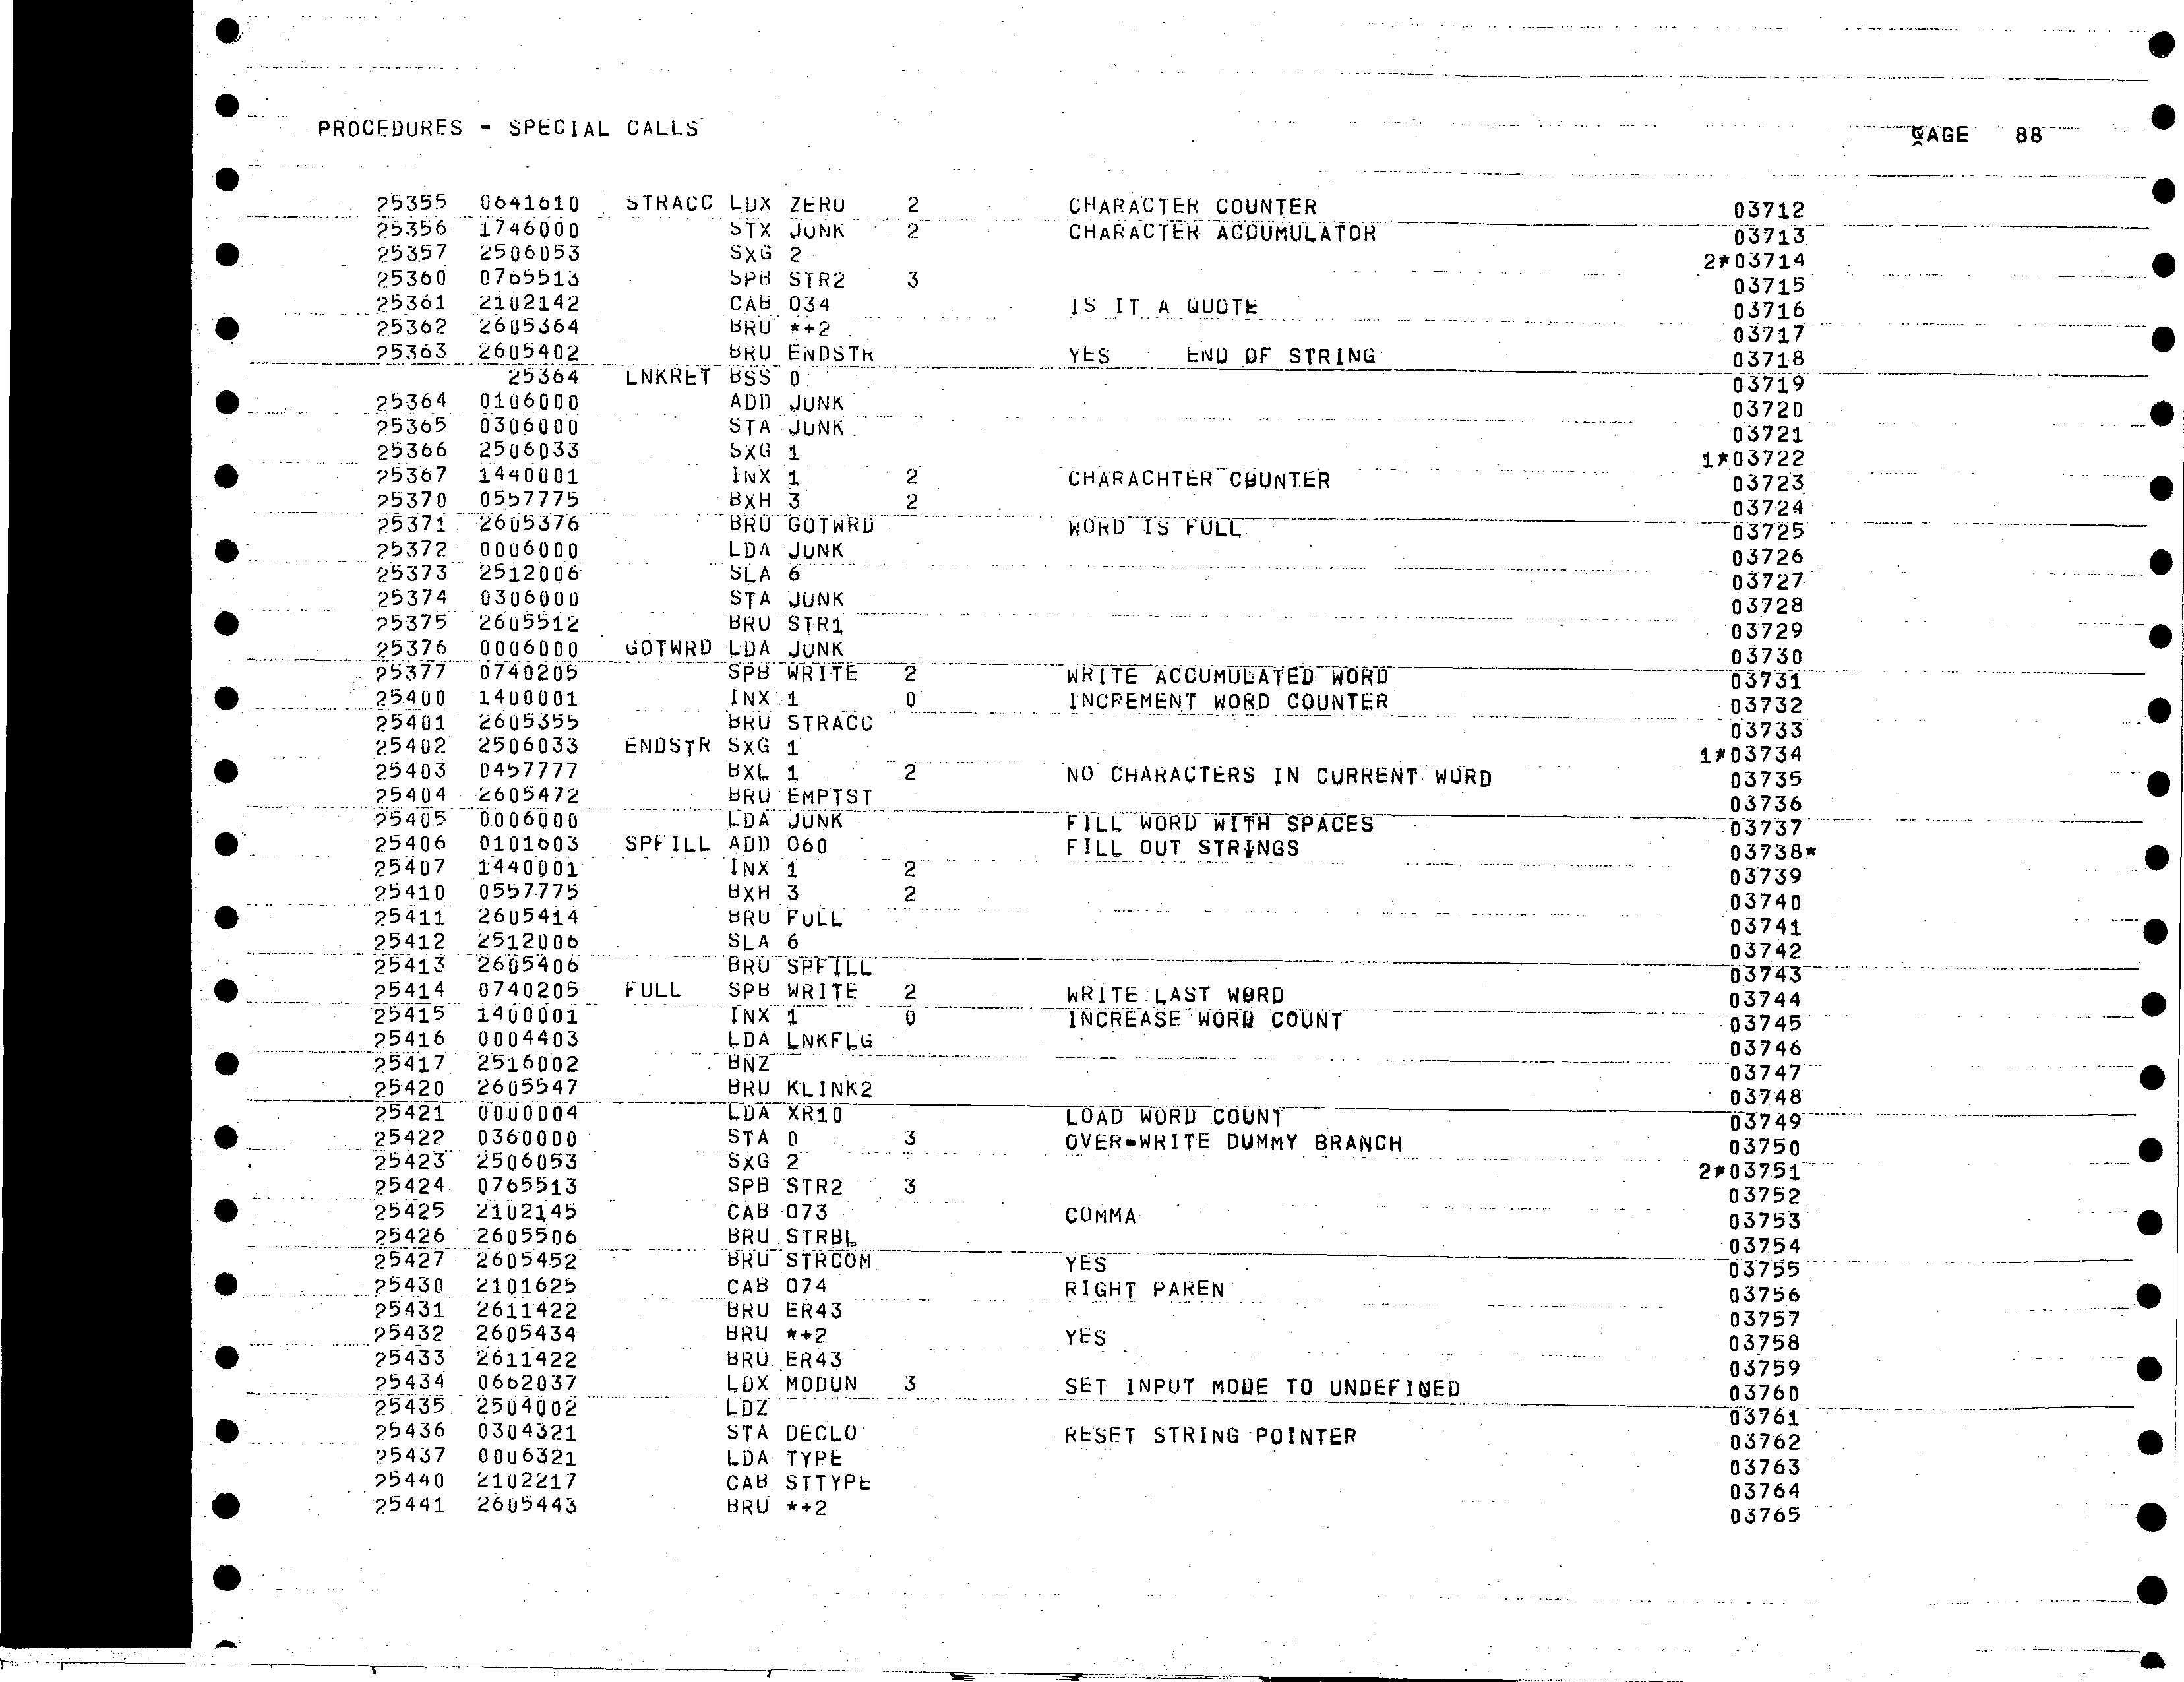 PROCEDURES - SPECIAL CALLS PAGE 88
25355 0641610 STRACC LDX ZERO 2 CHARACTER COUNTER 03712
25356 1746000 STX JUNK 2 CHARACTER ACCUMULATOR 03713
25357 2506053 SXG 2 2*03714
25360 0765513 SPB STR2 3 03715
25361 2102142 CAB 034 IS IT A QUOTE 03716
25362 2605364 BRU *+2 03717
25363 2605402 BRU ENDSTR YES END OF STRING 03718
25364 LNKRET BSS 0 03719
25364 0106000 ADD JUNK 03720
25365 0306000 STA JUNK 03721
25366 2506033 SXG 1 1*03722
25367 1440001 INX 1 2 CHARACHTER COUNTER 03723
25370 0557775 BXH 3 2 03724
25371 2605376 BRU GOTWRD WORD IS FULL 03725
25372 0006000 LDA JUNK 03726
25373 2512006 SLA 6 03727
25374 0306000 STA JUNK 03728
25375 2605512 BRU STR1 03729
25376 0006000 GOTWRD LDA JUNK 03730
25377 0740205 SPB WRITE 2 WRITE ACCUMULATED WORD 03731
25400 1400001 INX 1 0 INCREMENT WORD COUNTER 03732
25401 2605355 BRU STRACC 03733
25402 2506033 ENDSTR SXG 1 1*03734
25403 0457777 BXL 1 2 NO CHARACTERS IN CURRENT WORD 03735
25404 2605472 BRU EMPTST 03736
25405 0006000 LDA JUNK FILL WORD WITH SPACES 03737
25406 0101603 SPFILL ADD 060 FILL OUT STRINGS 03738*
25407 1440001 INX 1 2 03739
25410 0557775 BXH 3 2 03740
25411 2605414 BRU FULL 03741
25412 2512006 SLA 6 03742
25413 2605406 BRU SPFILL 03743
25414 0740205 FULL SPB WRITE 2 WRITE LAST WORD 03744
25415 1400001 INX 1 0 INCREASE WORD COUNT 03745
25416 0004403 LDA LNKFLG 03746
25417 2516002 BNZ 03747
25420 2605547 BRU KLINK2 03748
25421 0000004 LDA XR10 LOAD WORD COUNT 03749
25422 0360000 STA 0 3 OVER-WRITE DUMMY BRANCH 03750
25423 2506053 SXG 2 2*03751
25424 0765513 SPB STR2 3 03752
25425 2102145 CAB 073 COMMA 03753
25426 2605506 BRU STRBL 03754
25427 2605452 BRU STRCOM YES 03755
25430 2101625 CAB 074 RIGHT PAREN 03756
25431 2611422 BRU ER43 03757
25432 2605434 BRU *+2 YES 03758
25433 2611422 BRU ER43 03759
25434 0662037 LDX MODUN 3 SET INPUT MODE TO UNDEFINED 03760
25435 2504002 LDZ 03761
25436 0304321 STA DECLO RESET STRING POINTER 03762
25437 0006321 LDA TYPE 03763
25440 2102217 CAB STTYPE 03764
25441 2605443 BRU *+2 03765